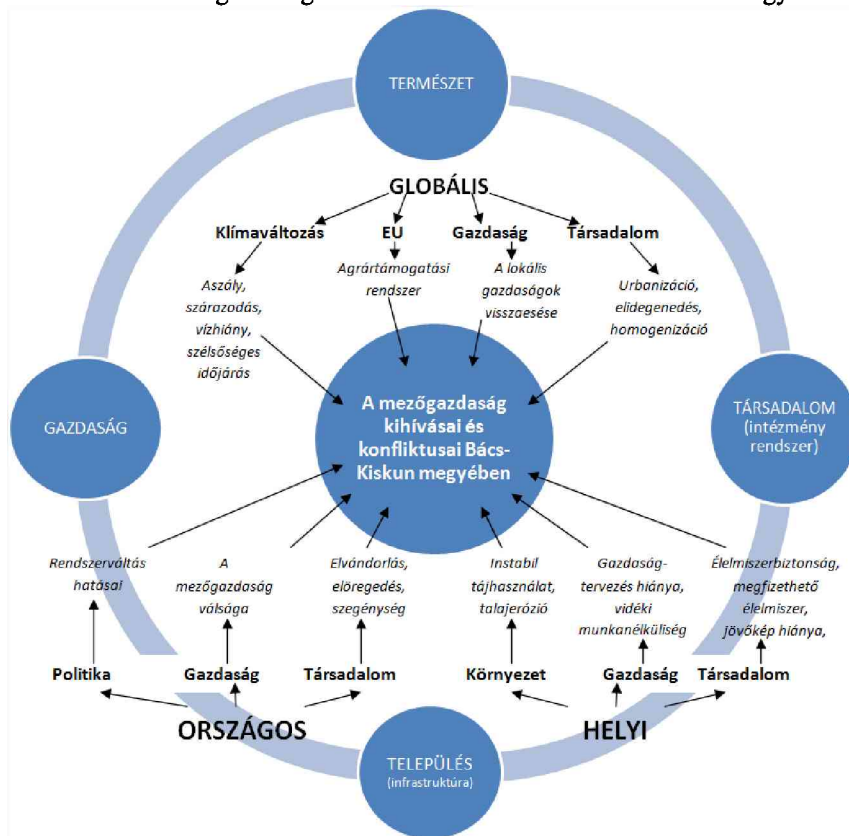 TERMÉSZET
GLOBÁLIS
Klímaváltozás EU Gazdaság Társadalom
Aszály,
szárazodás,
vízhiány,
szélsőséges
időjárás
Agrártámogatási
rendszer
A lokális
gazdaságok
visszaesése
Urbanizáció,
elidegenedés,
homogenizáció
GAZDASÁG
A mezőgazdaság
kihívásai és
konfliktusai Bács-
Kiskun megyében
TÁRSADALOM
(intézmény
rendszer)
Rendszerváltás
hatásai
A
mezőgazdaság
válsága
Elvándorlás,
elöregedés,
szegénység
Instabil
tájhasználat,
talajerózió
Gazdaság-
tervezés hiánya,
vidéki
munkanélküliség
Élelmiszerbiztonság,
megfizethető
élelmiszer,
jövőkép hiánya,
Politika Gazdaság Társadalom Környezet Gazdaság Társadalom
ORSZÁGOS HELYI
TELEPÜLÉS
(infrastruktúra)